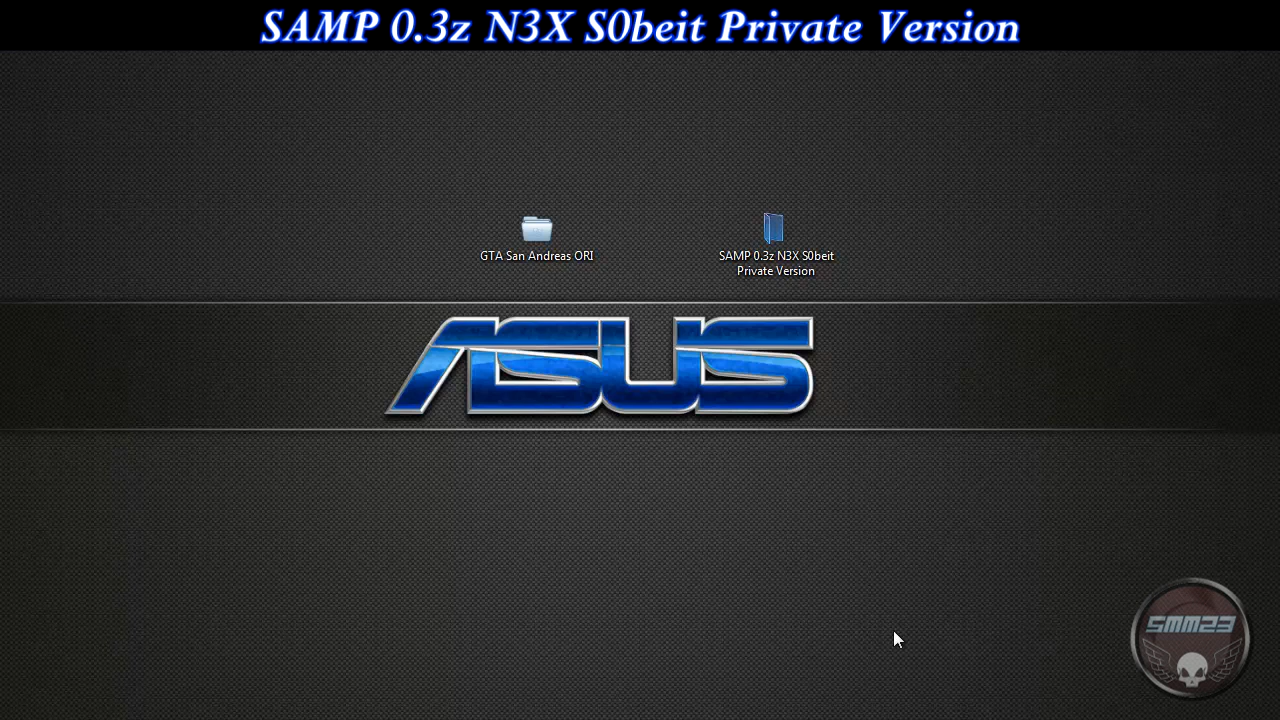 SAMP 0.3z N3X S0beit Private Version
GTA San Andreas ORI
SAMP 0.3z N3X S0beit
Private Version
ASUS
SMM23